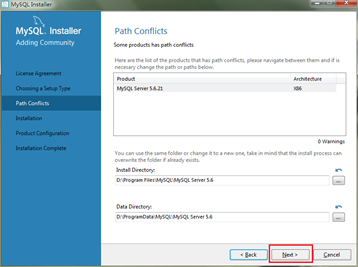 MySQL Installer
MySQL. Installer
Adding Community
License Agreement
Choosing a Setup Type
Path Conflicts
Installation
Product Configuration
Installation Complete
Path Conflicts
Some products has path conflicts
Here are the list of the products that has path conflicts, please navigate between them and if is
necesary change the path or paths below.
Product Architecture
MySQL Server 5.6.21 X86
0 Warnings
You can use the same folder or change it to a new one, take in mind that the install process can
overwrite the folder if already exists.
Install Directory:
D:\Program Files\MySQL\MySQL Server 5.6
...
Data Directory:
D:\ProgramData\MySQL\MySQL Server 5.6
...
< Back
Next >
Cancel